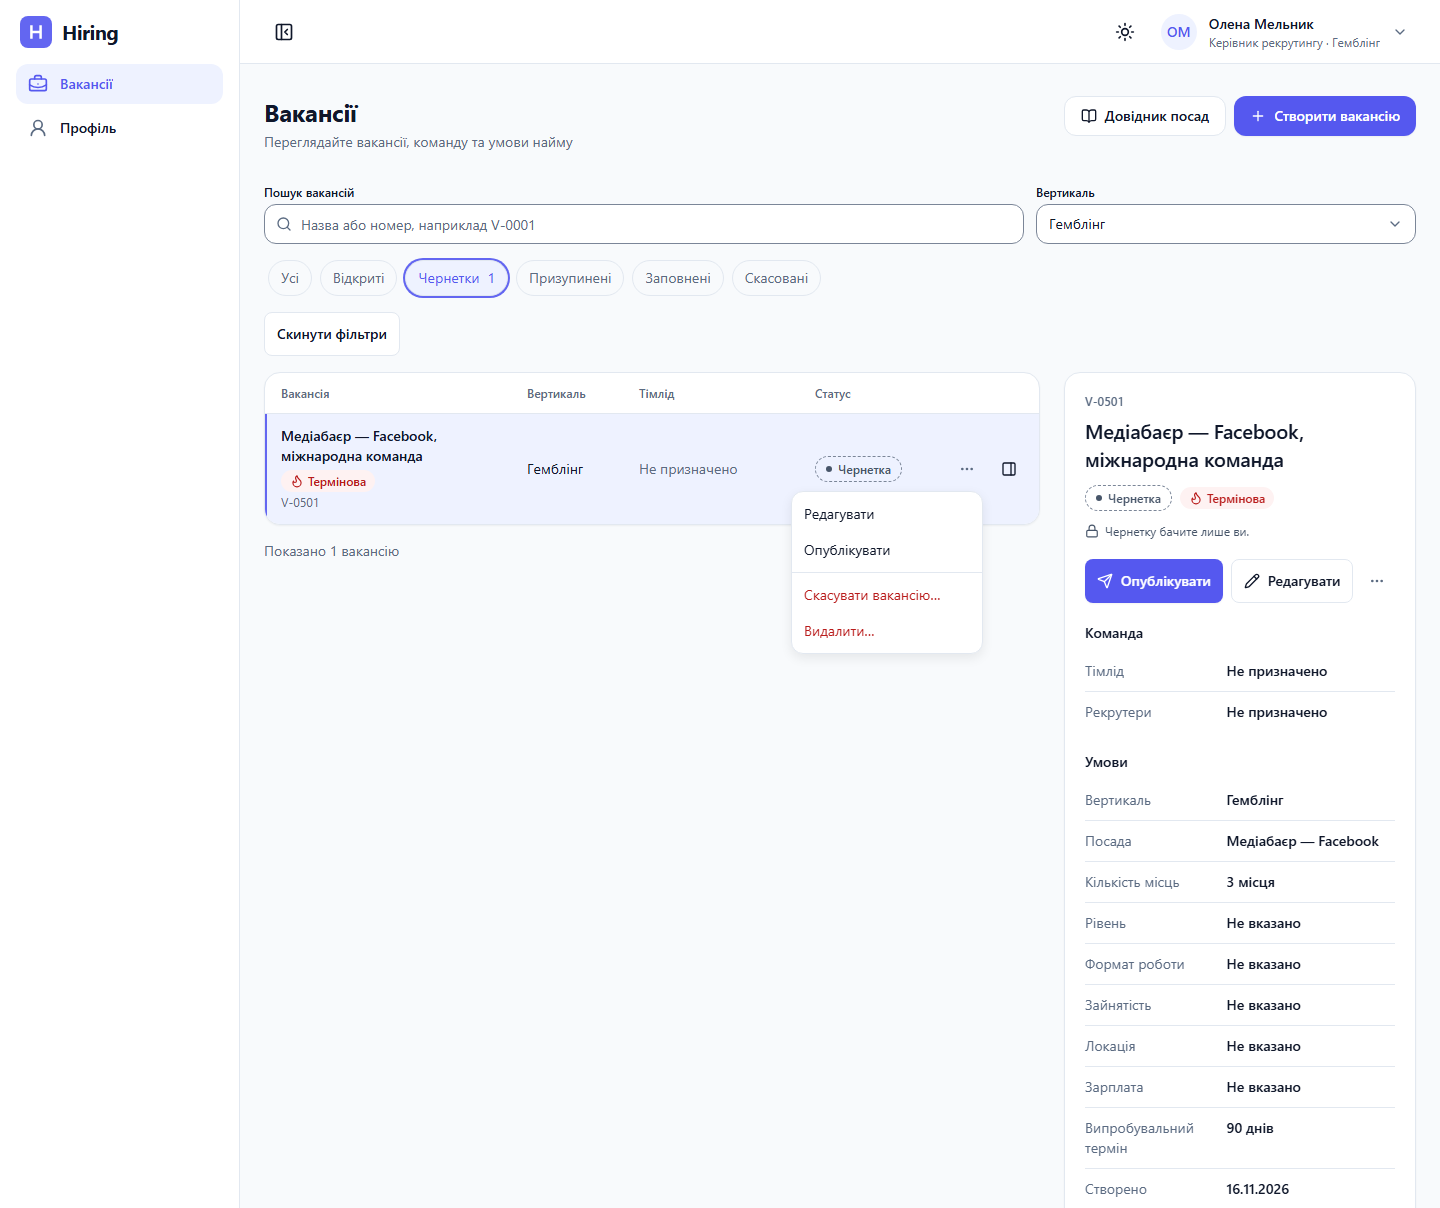 H Hiring
Вакансії
Профіль
ОМ
Олена Мельник
Керівник рекрутингу · Гемблінг
Вакансії
Переглядайте вакансії, команду та умови найму
Довідник посад
Створити вакансію
Пошук вакансій
Назва або номер, наприклад V-0001
Вертикаль
Гемблінг
Усі
Відкриті
Чернетки 1
Призупинені
Заповнені
Скасовані
Скинути фільтри
Вакансія Вертикаль Тімлід Статус
Медіабаєр — Facebook,
міжнародна команда
Термінова
V-0501
Гемблінг
Не призначено
Чернетка
Редагувати
Опублікувати
Скасувати вакансію...
Видалити...
Показано 1 вакансію
V-0501
Медіабаєр — Facebook,
міжнародна команда
Чернетка
Термінова
Чернетку бачите лише ви.
Опублікувати
Редагувати
Команда
Тімлід Не призначено
Рекрутери Не призначено
Умови
Вертикаль Гемблінг
Посада Медіабаєр — Facebook
Кількість місць 3 місця
Рівень Не вказано
Формат роботи Не вказано
Зайнятість Не вказано
Локація Не вказано
Зарплата Не вказано
Випробувальний 90 днів
термін
Створено 16.11.2026